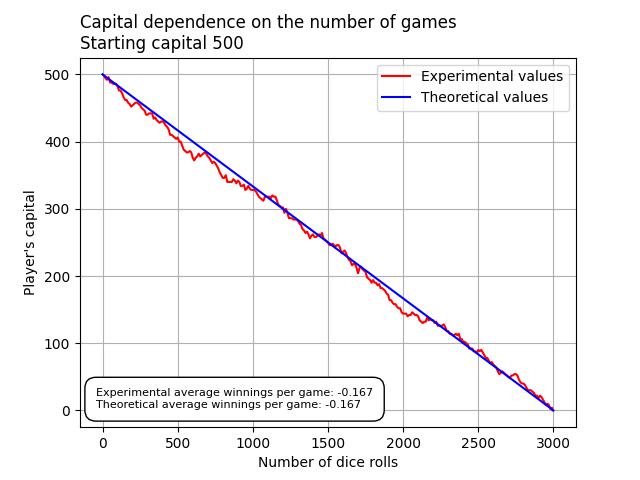 Capital dependence on the number of games
Starting capital 500
Experimental values
Theoretical values
500
400
300
200
100
0
Player's capital
Experimental average winnings per game: -0.167
Theoretical average winnings per game: -0.167
0 500 1000 1500 2000 2500 3000
Number of dice rolls